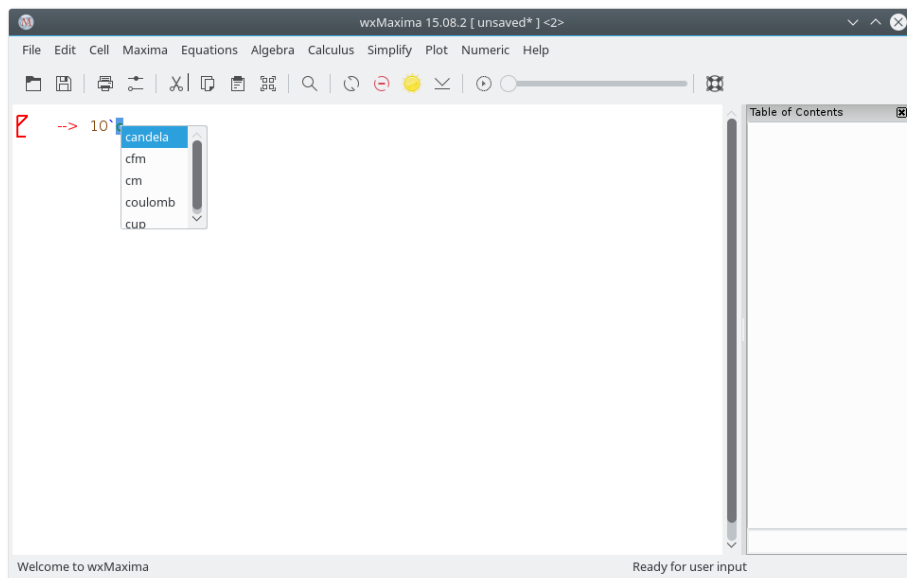 wxMaxima 15.08.2 [ unsaved* ] <2>
File Edit Cell Maxima Equations Algebra Calculus Simplify Plot Numeric Help
Table of Contents
--> 10`c
candela
cfm
cm
coulomb
cup
Welcome to wxMaxima Ready for user input